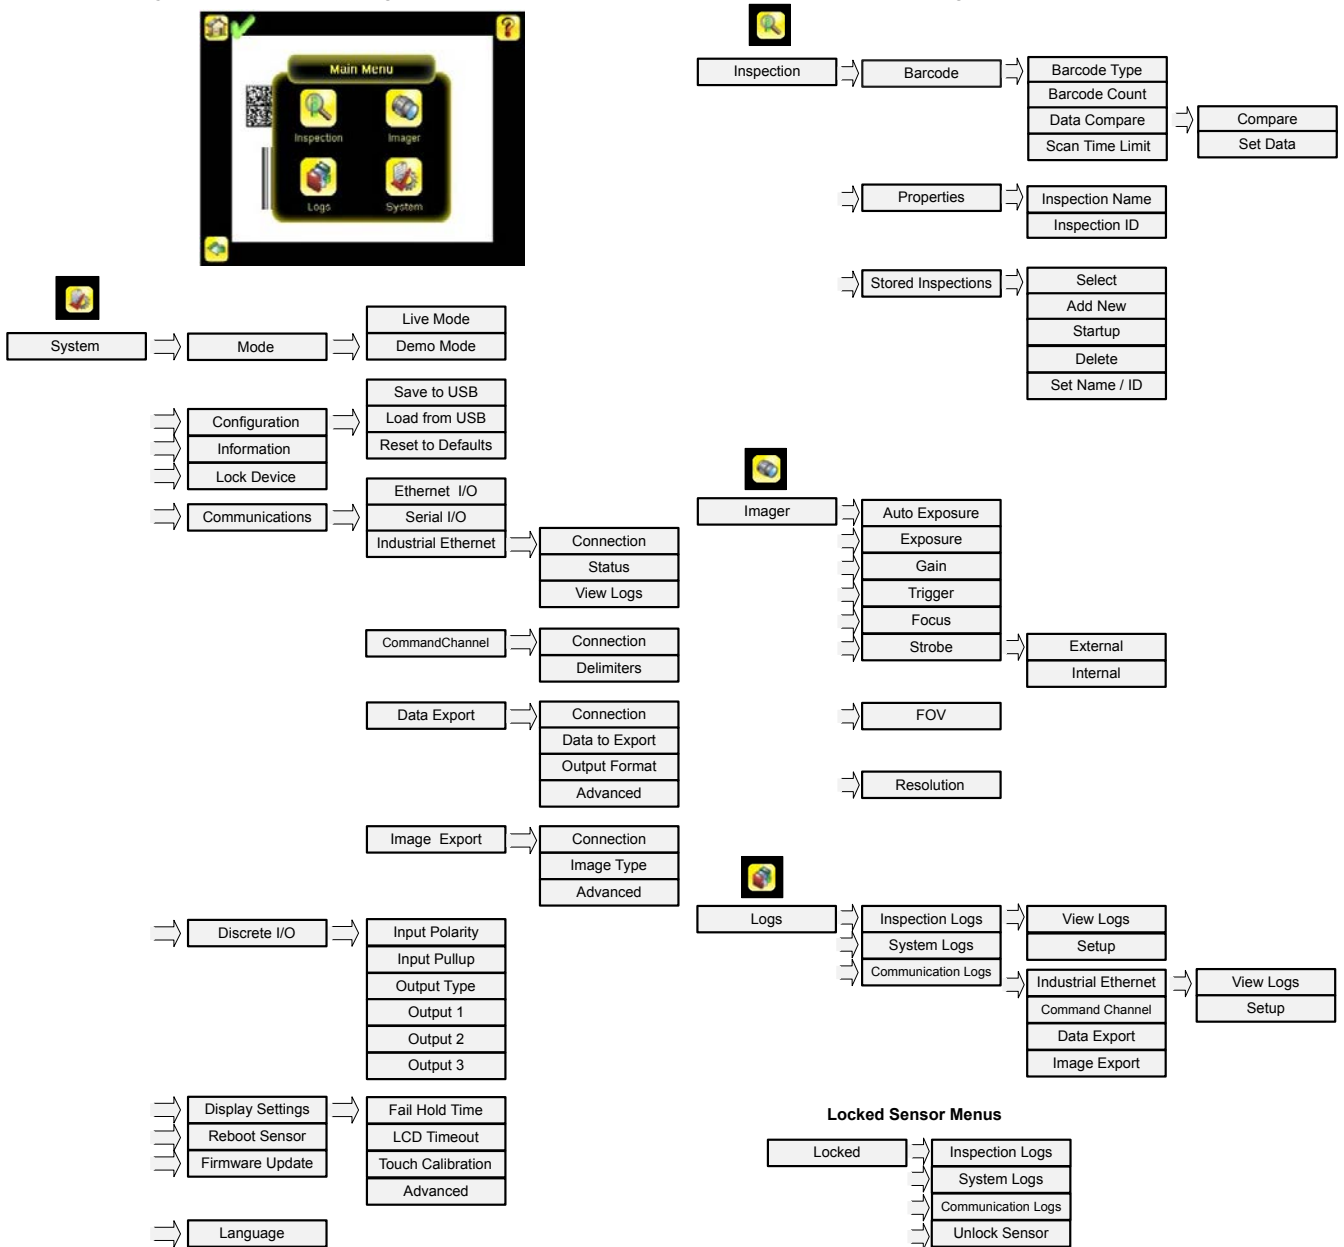 Main Menu
Inspection
Imager
Logs
System
System
Mode
Live Mode
Demo Mode
Configuration
Information
Lock Device
Save to USB
Load from USB
Reset to Defaults
Communications
Ethernet I/O
Serial I/O
Industrial Ethernet
Connection
Status
View Logs
CommandChannel
Connection
Delimiters
Data Export
Connection
Data to Export
Output Format
Advanced
Image Export
Connection
Image Type
Advanced
Discrete I/O
Input Polarity
Input Pullup
Output Type
Output 1
Output 2
Output 3
Display Settings
Reboot Sensor
Firmware Update
Fail Hold Time
LCD Timeout
Touch Calibration
Advanced
Language
Inspection
Barcode
Barcode Type
Barcode Count
Data Compare
Scan Time Limit
Compare
Set Data
Properties
Inspection Name
Inspection ID
Stored Inspections
Select
Add New
Startup
Delete
Set Name / ID
Imager
Auto Exposure
Exposure
Gain
Trigger
Focus
Strobe
External
Internal
FOV
Resolution
Logs
Inspection Logs
System Logs
Communication Logs
View Logs
Setup
Industrial Ethernet
Command Channel
Data Export
Image Export
View Logs
Setup
Locked Sensor Menus
Locked
Inspection Logs
System Logs
Communication Logs
Unlock Sensor